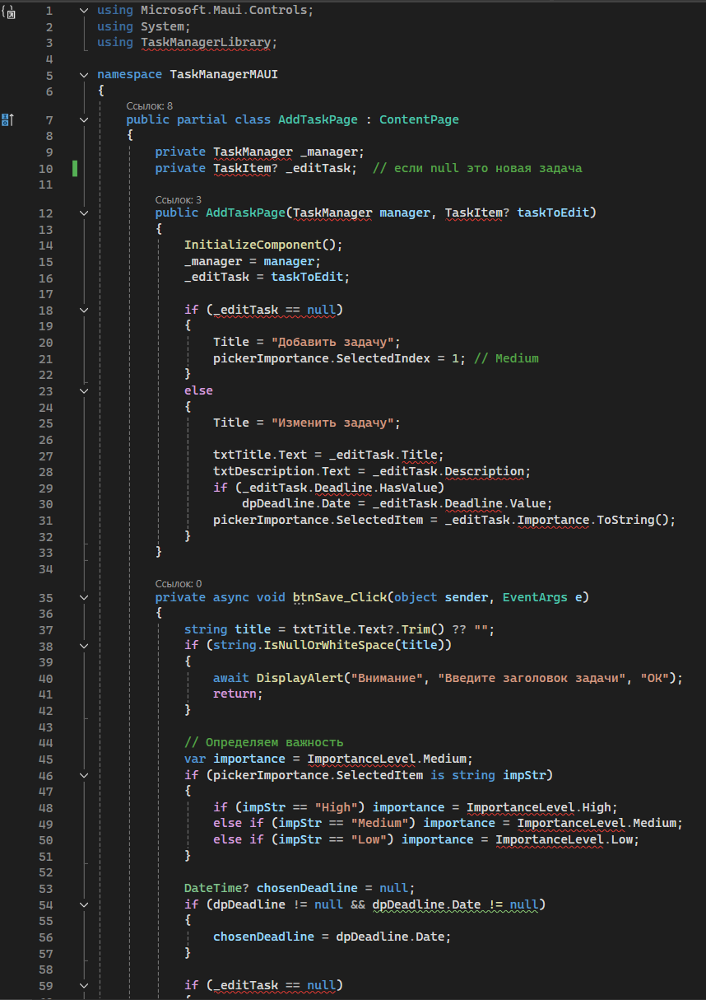 1 using Microsoft.Maui.Controls;
2 using System;
3 using TaskManagerLibrary;
4
5 namespace TaskManagerMAUI
6 {
Ссылок: 8
7 public partial class AddTaskPage : ContentPage
8 {
9 private TaskManager _manager;
10 private TaskItem? _editTask; // если null это новая задача
11
Ссылок: 3
12 public AddTaskPage(TaskManager manager, TaskItem? taskToEdit)
13 {
14 InitializeComponent();
15 _manager = manager;
16 _editTask = taskToEdit;
17
18 if (_editTask == null)
19 {
20 Title = "Добавить задачу";
21 pickerImportance.SelectedIndex = 1; // Medium
22 }
23 else
24 {
25 Title = "Изменить задачу";
26
27 txtTitle.Text = _editTask.Title;
28 txtDescription.Text = _editTask.Description;
29 if (_editTask.Deadline.HasValue)
30 dpDeadline.Date = _editTask.Deadline.Value;
31 pickerImportance.SelectedItem = _editTask.Importance.ToString();
32 }
33 }
34
Ссылок: 0
35 private async void btnSave_Click(object sender, EventArgs e)
36 {
37 string title = txtTitle.Text?.Trim() ?? "";
38 if (string.IsNullOrWhiteSpace(title))
39 {
40 await DisplayAlert("Внимание", "Введите заголовок задачи", "ОК");
41 return;
42 }
43
44 // Определяем важность
45 var importance = ImportanceLevel.Medium;
46 if (pickerImportance.SelectedItem is string impStr)
47 {
48 if (impStr == "High") importance = ImportanceLevel.High;
49 else if (impStr == "Medium") importance = ImportanceLevel.Medium;
50 else if (impStr == "Low") importance = ImportanceLevel.Low;
51 }
52
53 DateTime? chosenDeadline = null;
54 if (dpDeadline != null && dpDeadline.Date != null)
55 {
56 chosenDeadline = dpDeadline.Date;
57 }
58
59 if (_editTask == null)